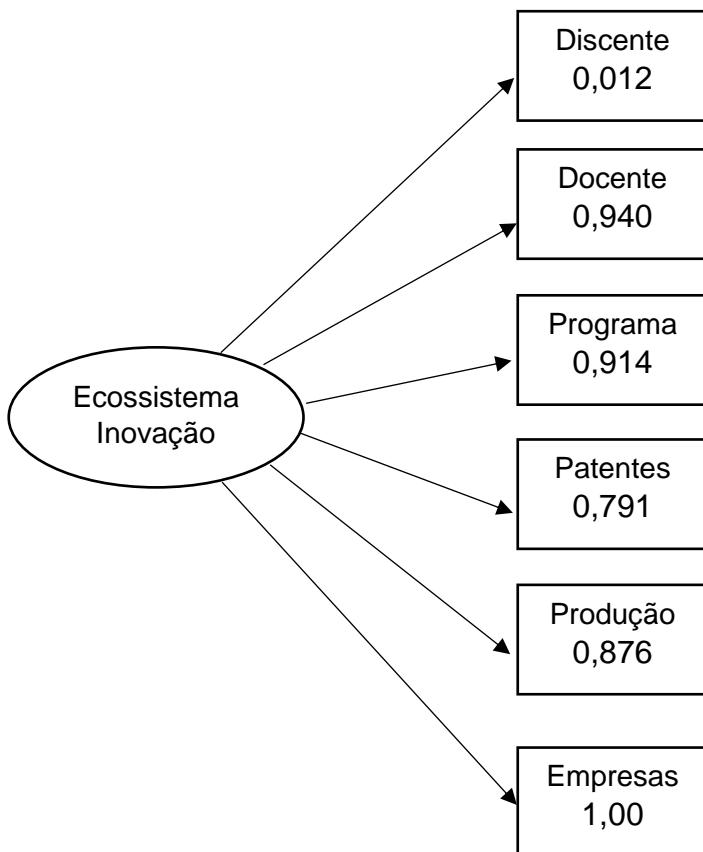 Discente
0,012
Docente
0,940
Programa
0,914
Ecossistema
Inovação
Patentes
0,791
Produção
0,876
Empresas
1,00